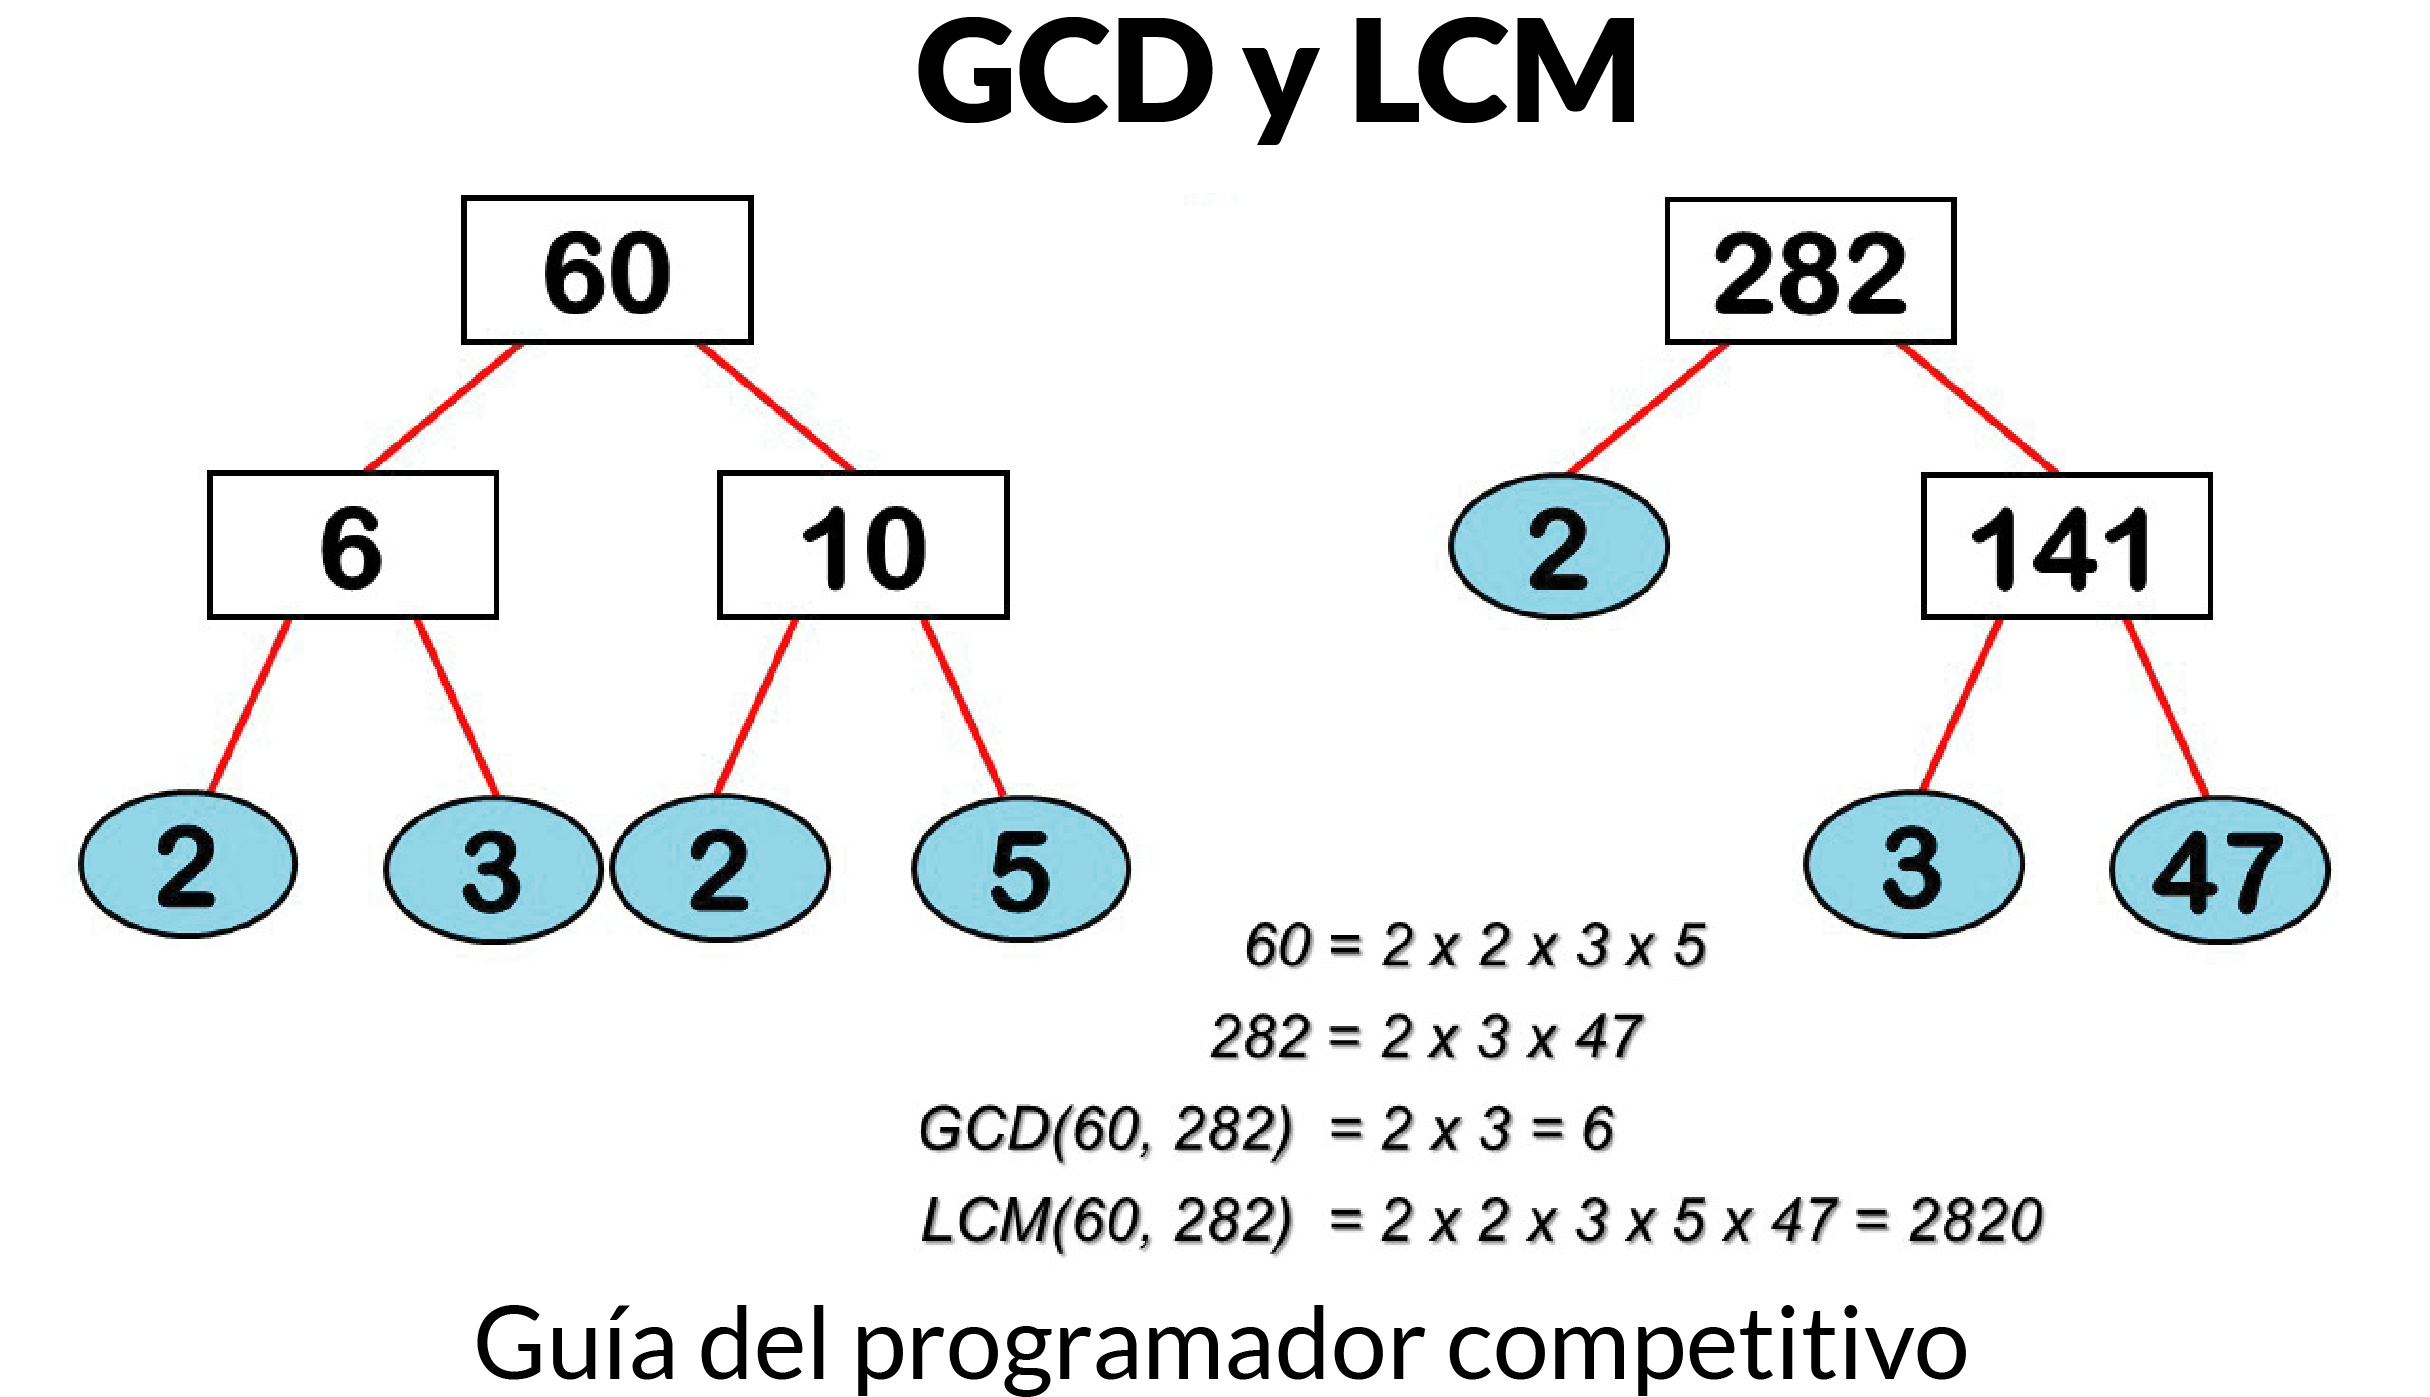 GCD y LCM
60
282
6
10
2
141
2
3
2
5
3
47
60 = 2 x 2 x 3 x 5
282 = 2 x 3 x 47
GCD(60, 282) = 2 x 3 = 6
LCM(60, 282) = 2 x 2 x 3 x 5 x 47 = 2820
Guía del programador competitivo